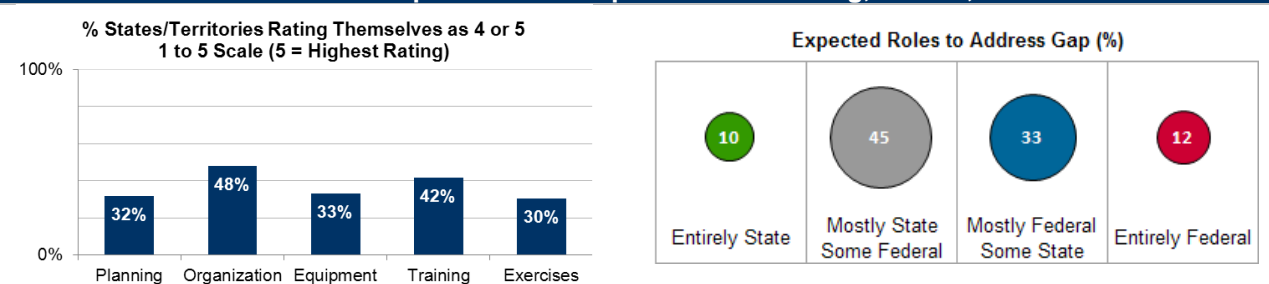 % States/Territories Rating Themselves as 4 or 5
1 to 5 Scale (5 = Highest Rating)
100%
0%
32%
48%
33%
42%
30%
Planning
Organization
Equipment
Training
Exercises
Expected Roles to Address Gap (%)
10
45
33
12
Entirely State
Mostly State
Some Federal
Mostly Federal
Some State
Entirely Federal